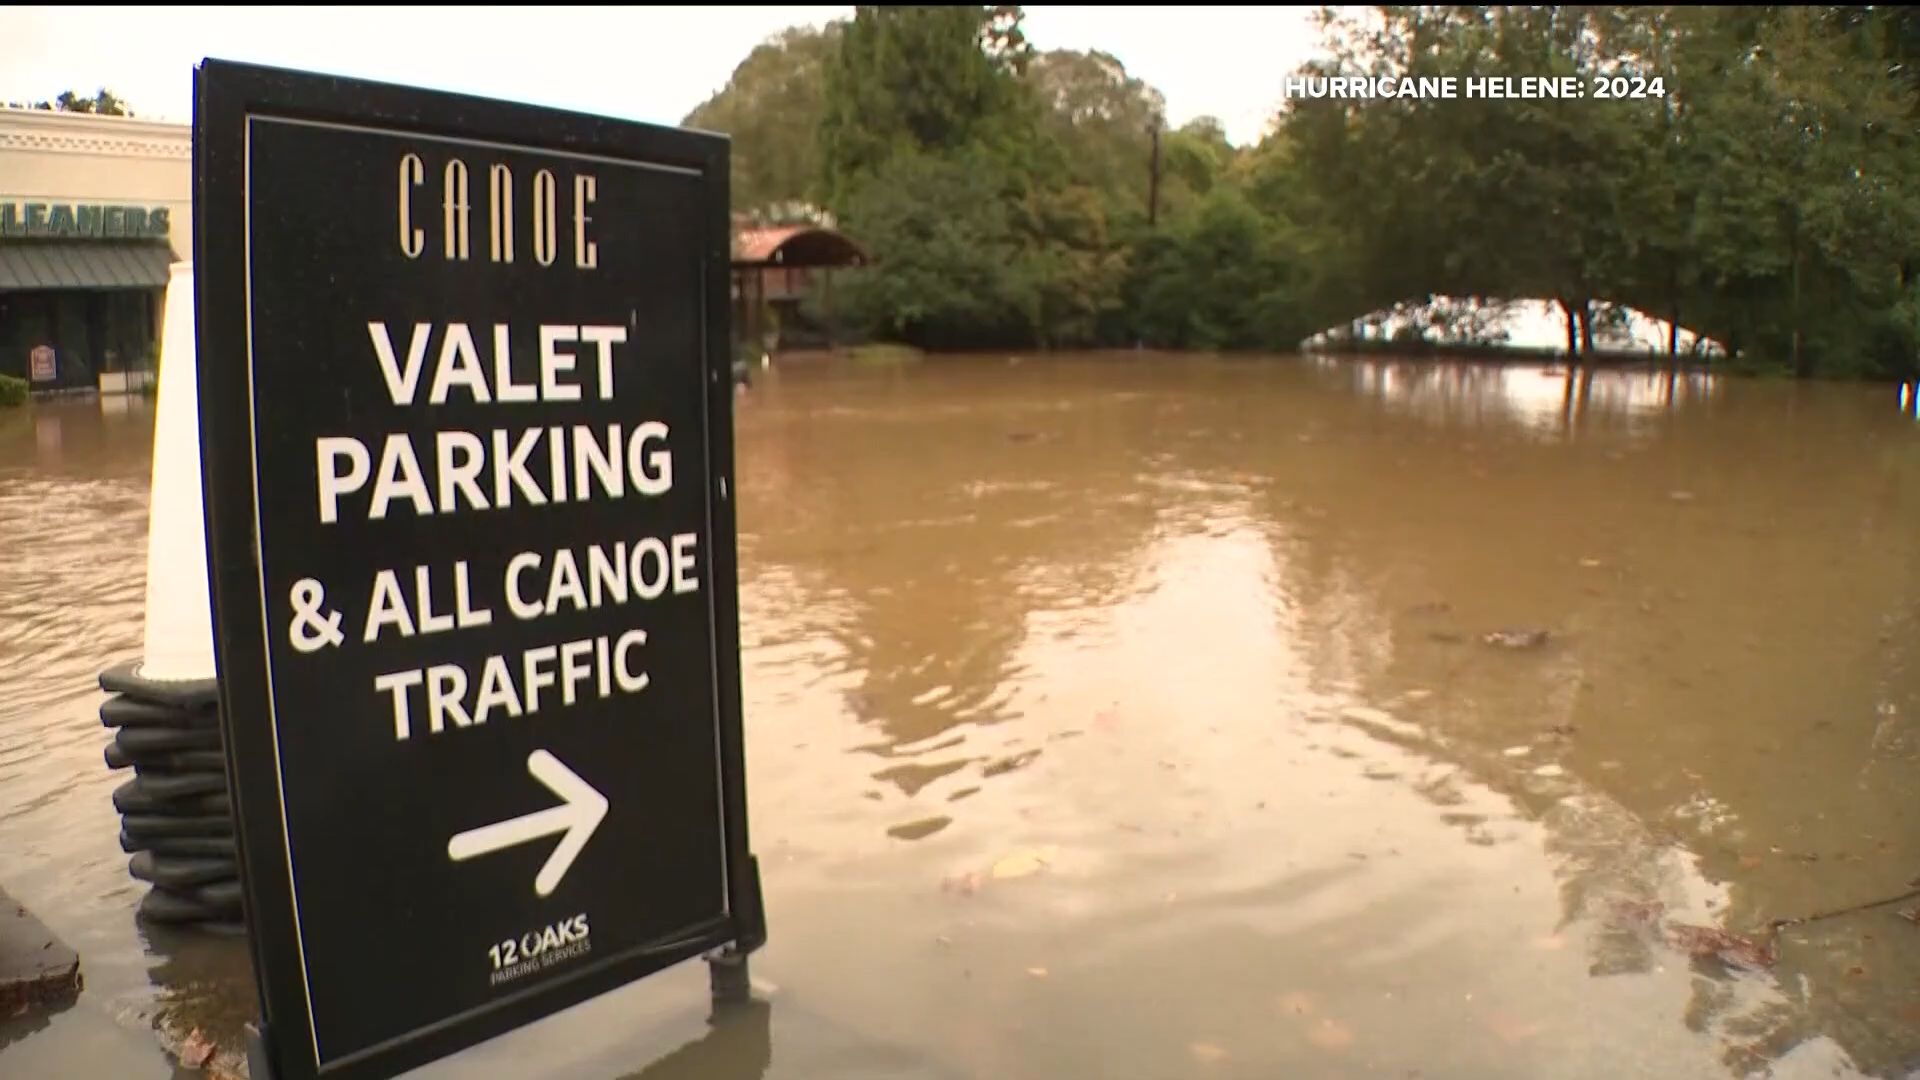 HURRICANE HELENE: 2024
LEANERS
CANOE
VALET
PARKING
& ALL CANOE
TRAFFIC
12 OAKS
PARKING SERVICES